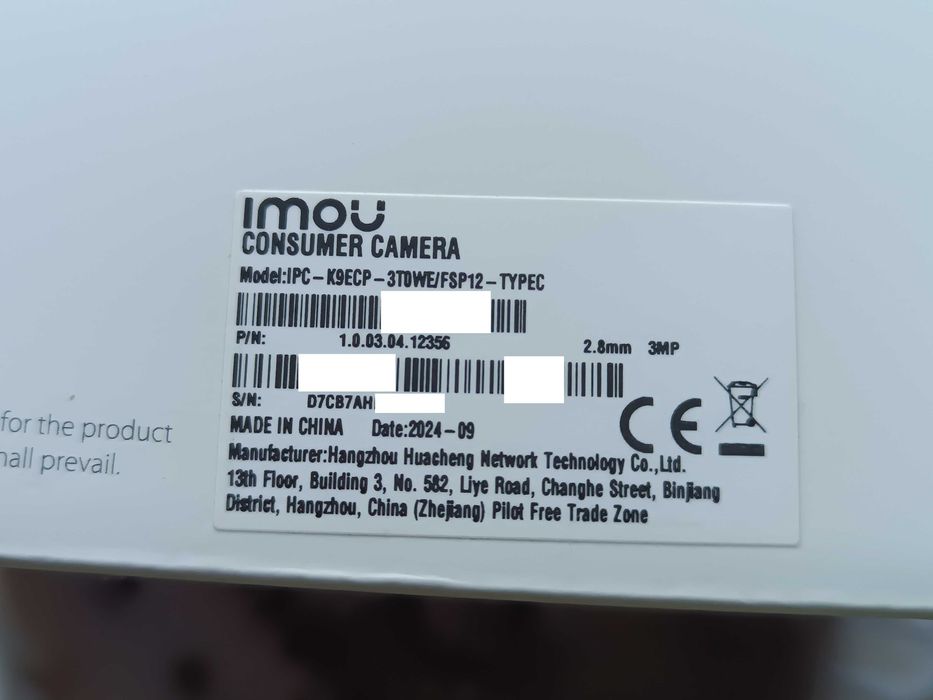 imou
CONSUMER CAMERA
Model:IPC-K9ECP-3T0WE/FSP12-TYPEC
P/N: 1.0.03.04.12356 2.8mm 3MP
S/N: D7CB7AH
MADE IN CHINA Date:2024-09
Manufacturer:Hangzhou Huacheng Network Technology Co.,Ltd.
13th Floor, Building 3, No. 582, Liye Road, Changhe Street, Binjiang
District, Hangzhou, China (Zhejiang) Pilot Free Trade Zone
CE
for the product
hall prevail.